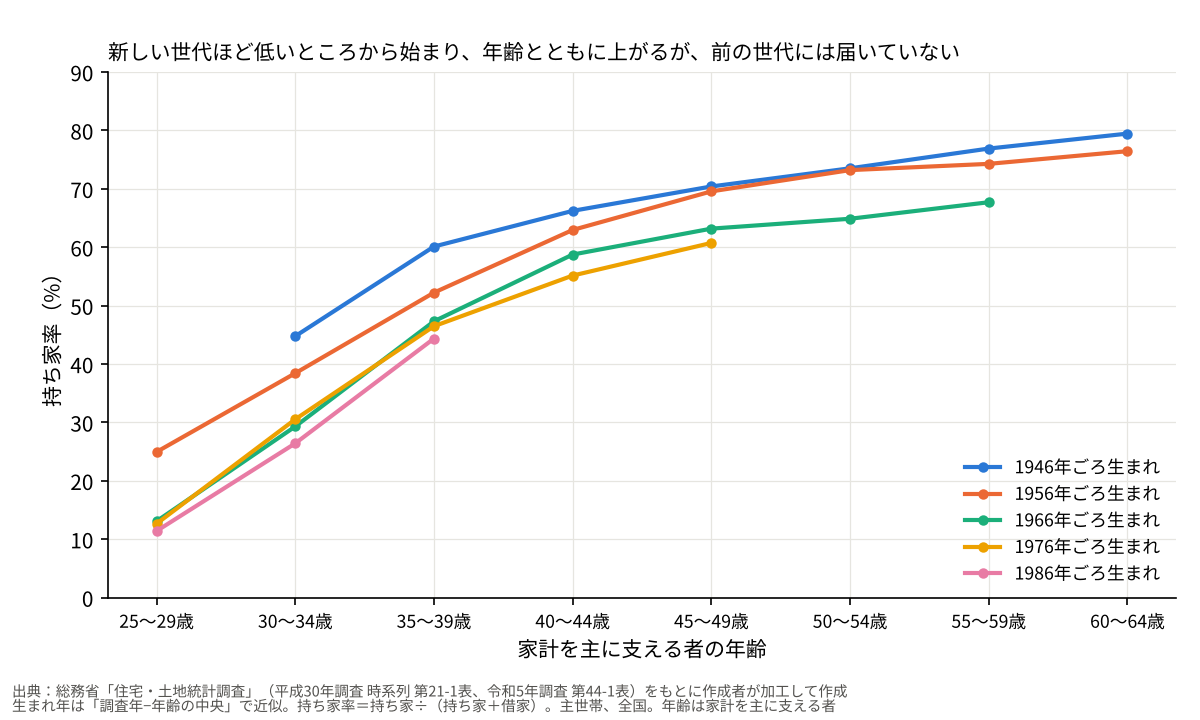 新しい世代ほど低いところから始まり、年齢とともに上がるが、前の世代には届いていない
90
80
70
60
50
40
30
20
10
0
持ち家率（%）
25～29歳
30～34歳
35～39歳
40～44歳
45～49歳
50～54歳
55～59歳
60～64歳
家計を主に支える者の年齢
1946年ごろ生まれ
1956年ごろ生まれ
1966年ごろ生まれ
1976年ごろ生まれ
1986年ごろ生まれ
出典：総務省「住宅・土地統計調査」（平成30年調査 時系列 第21-1表、令和5年調査 第44-1表）をもとに作成者が加工して作成
生まれ年は「調査年−年齢の中央」で近似。持ち家率＝持ち家÷（持ち家＋借家）。主世帯、全国。年齢は家計を主に支える者